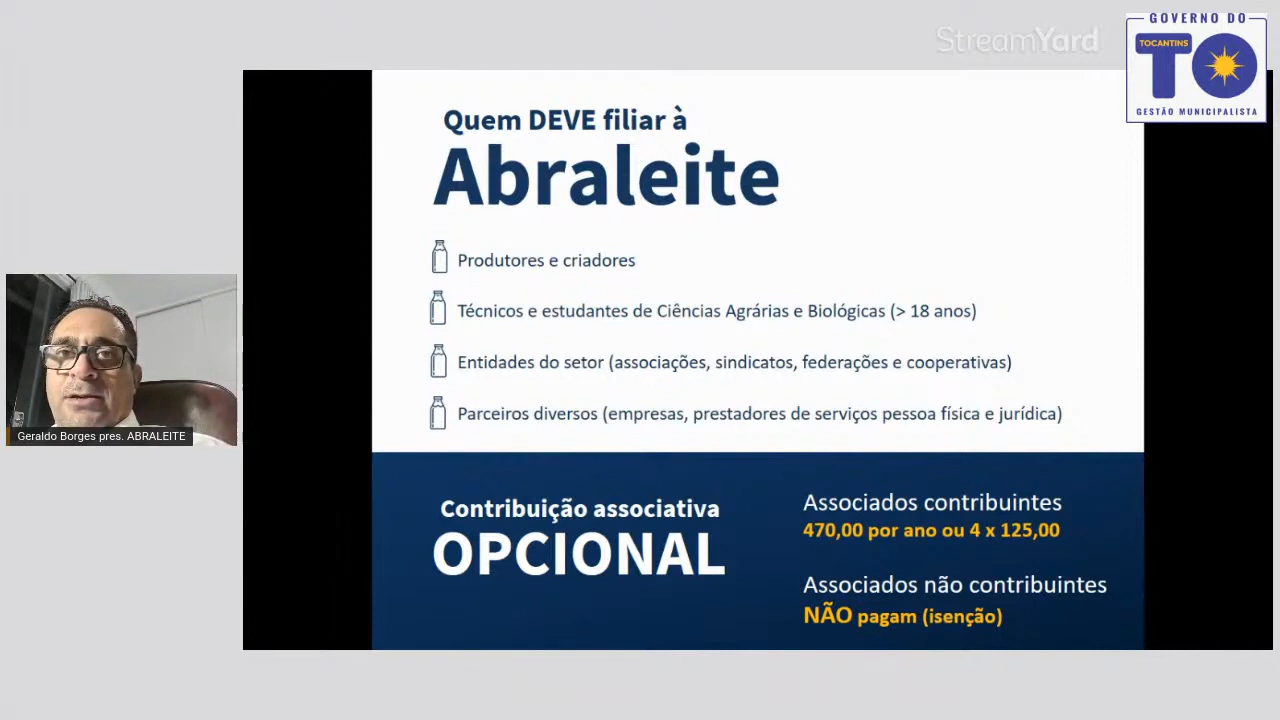 StreamYard
GOVERNO DO
TOCANTINS
TO
GESTÃO MUNICIPALISTA
Quem DEVE filiar à
Abraleite
Produtores e criadores
Técnicos e estudantes de Ciências Agrárias e Biológicas (> 18 anos)
Entidades do setor (associações, sindicatos, federações e cooperativas)
Parceiros diversos (empresas, prestadores de serviços pessoa física e jurídica)
Geraldo Borges pres. ABRALEITE
Contribuição associativa
OPCIONAL
Associados contribuintes
470,00 por ano ou 4 x 125,00
Associados não contribuintes
NÃO pagam (isenção)